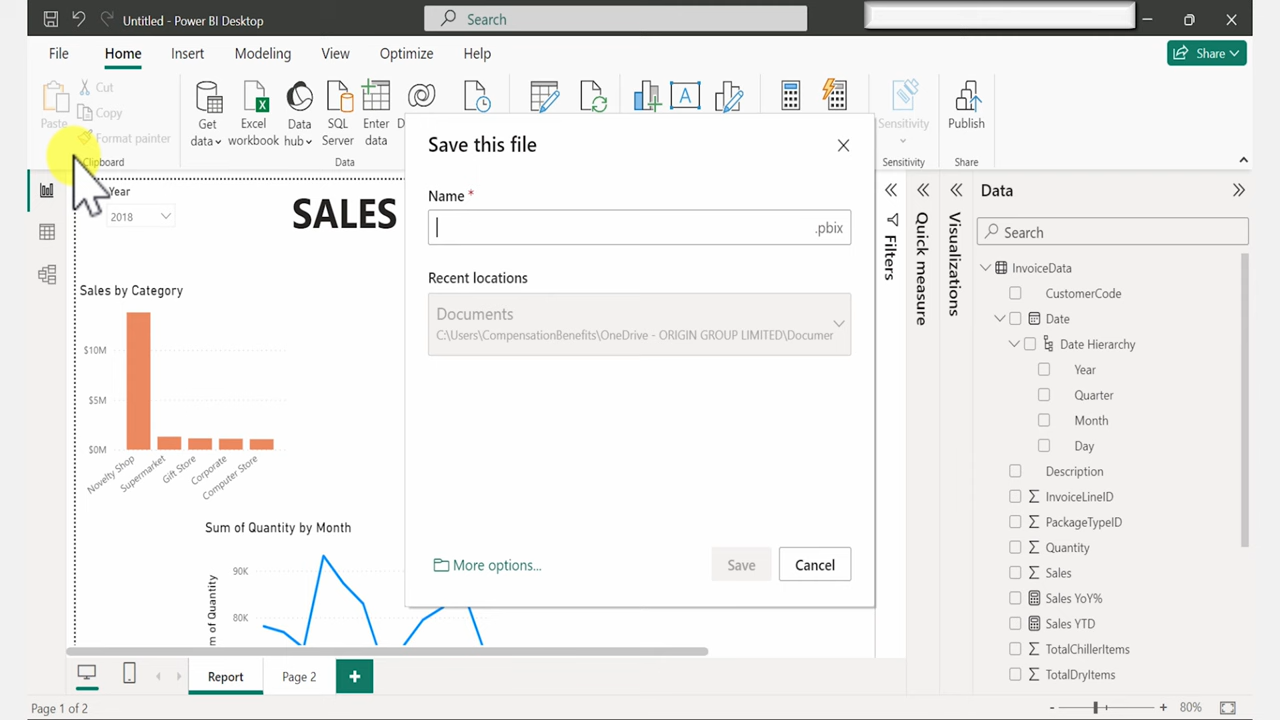 Untitled - Power BI Desktop
Search
File Home Insert Modeling View Optimize Help
Share
Paste
Cut
Copy
Format painter
Clipboard
Get data
Excel workbook
Data hub
SQL Server
Enter data
D
Data
Sensitivity
Sensitivity
Publish
Share
Year
2018
SALES
Sales by Category
$10M
$5M
$0M
Novelty Shop
Supermarket
Gift Store
Corporate
Computer Store
Sum of Quantity by Month
m of Quantity
90K
80K
Save this file
Name *
.pbix
Recent locations
Documents
C:\Users\CompensationBenefits\OneDrive - ORIGIN GROUP LIMITED\Documer
More options...
Save
Cancel
Filters
Quick measure
Visualizations
Data
Search
InvoiceData
CustomerCode
Date
Date Hierarchy
Year
Quarter
Month
Day
Description
InvoiceLineID
PackageTypeID
Quantity
Sales
Sales YoY%
Sales YTD
TotalChillerItems
TotalDryItems
Report
Page 2
Page 1 of 2
80%